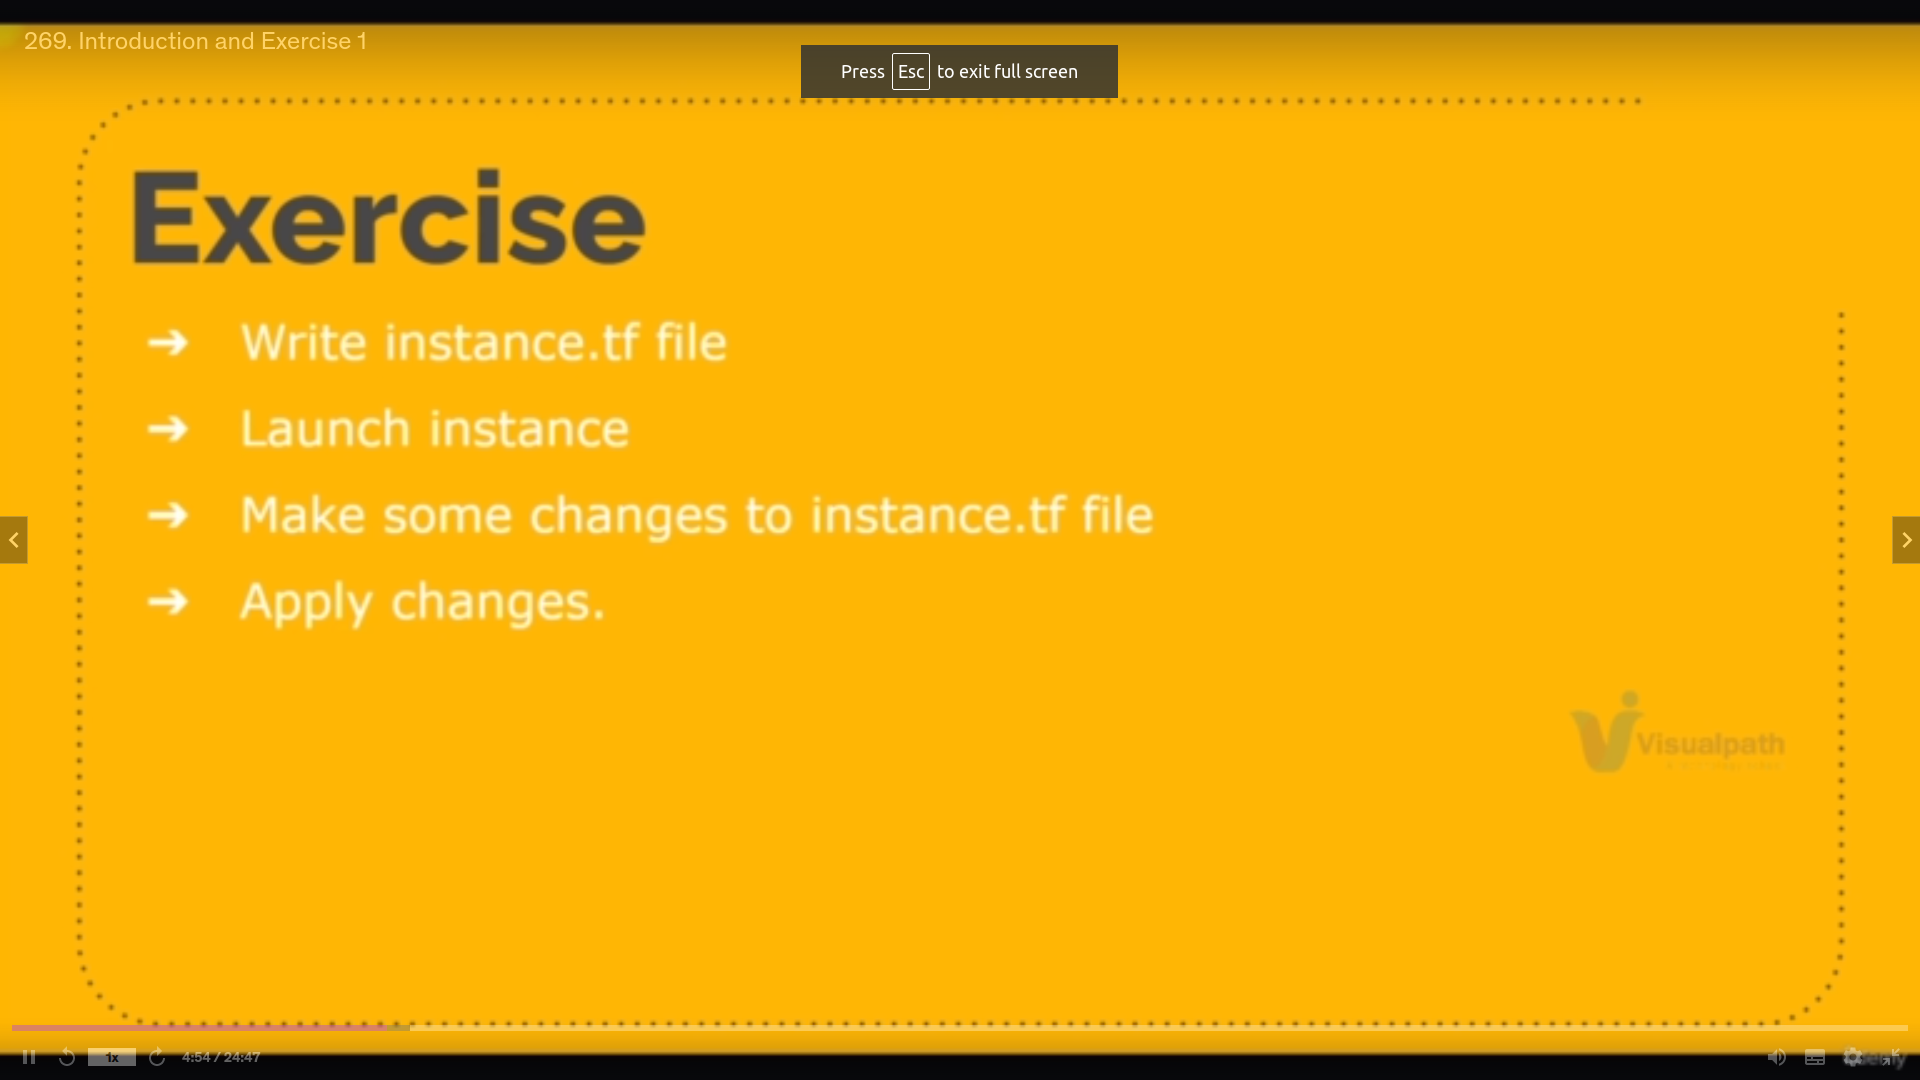 269. Introduction and Exercise 1
Press Esc to exit full screen
Exercise
➔ Write instance.tf file
➔ Launch instance
➔ Make some changes to instance.tf file
➔ Apply changes.
Visualpath
1x
4:54 / 24:47